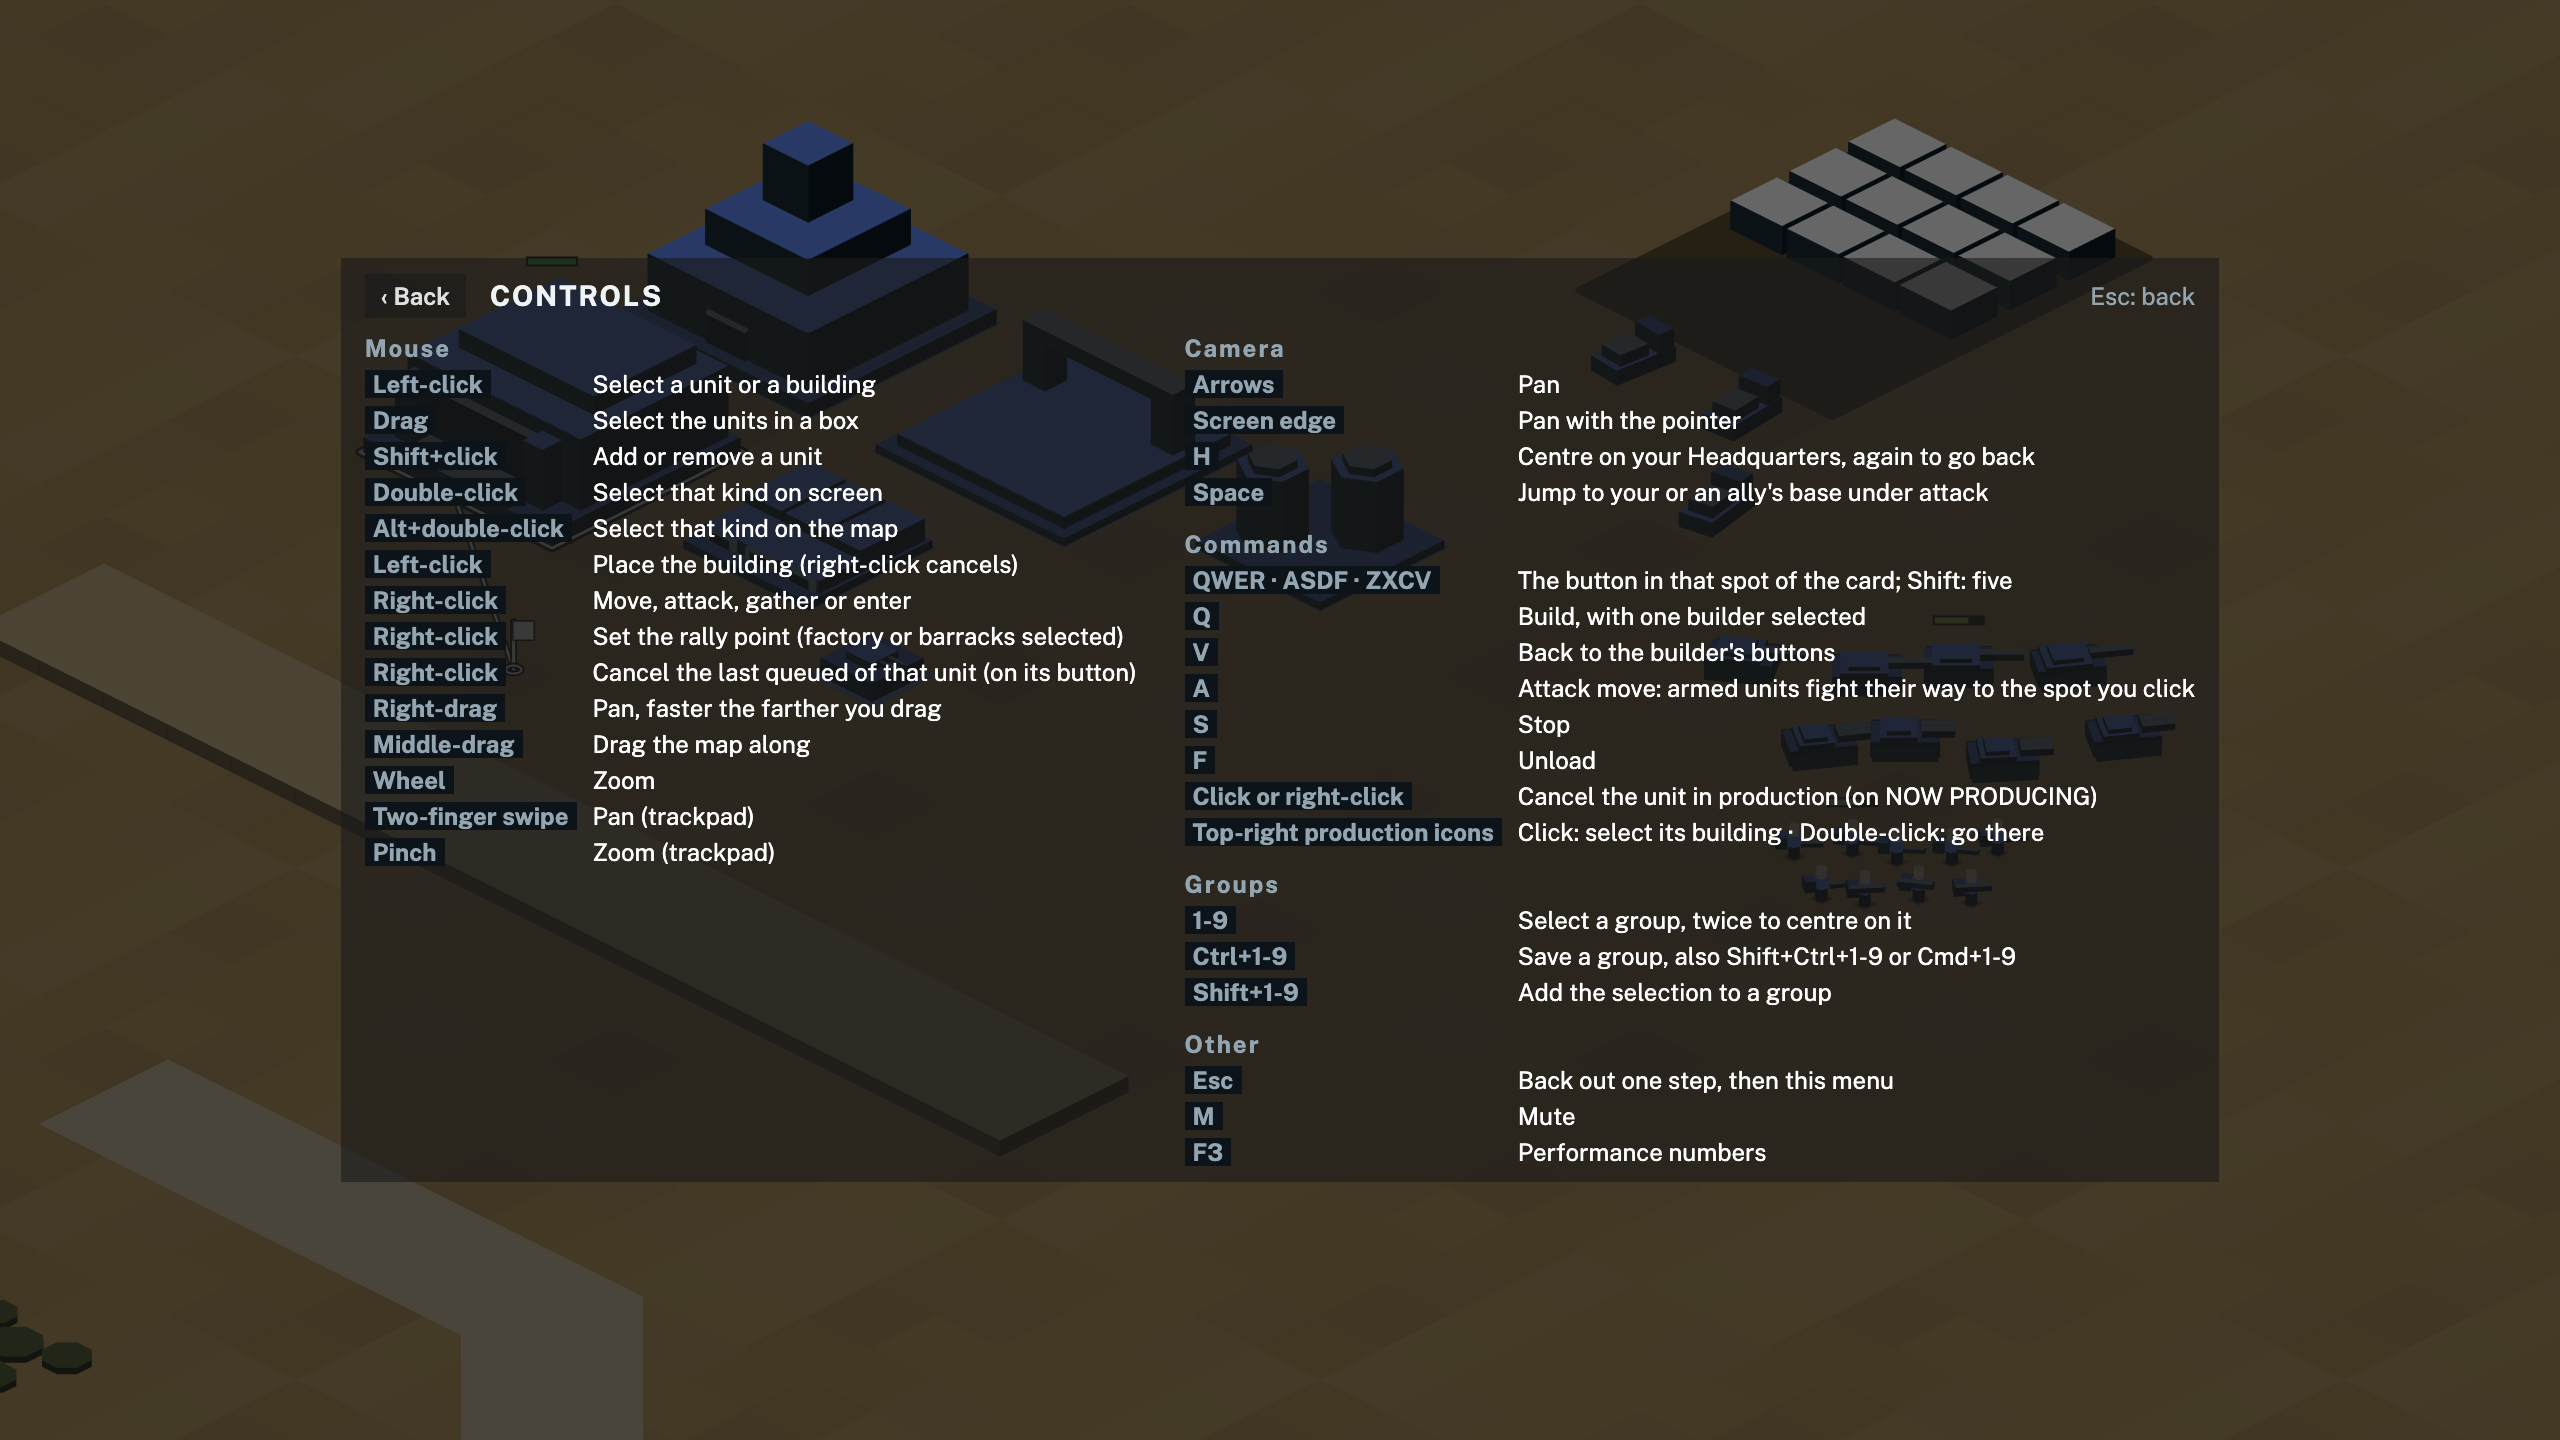 ‹ Back CONTROLS Esc: back
Mouse
Left-click Select a unit or a building
Drag Select the units in a box
Shift+click Add or remove a unit
Double-click Select that kind on screen
Alt+double-click Select that kind on the map
Left-click Place the building (right-click cancels)
Right-click Move, attack, gather or enter
Right-click Set the rally point (factory or barracks selected)
Right-click Cancel the last queued of that unit (on its button)
Right-drag Pan, faster the farther you drag
Middle-drag Drag the map along
Wheel Zoom
Two-finger swipe Pan (trackpad)
Pinch Zoom (trackpad)
Camera
Arrows Pan
Screen edge Pan with the pointer
H Centre on your Headquarters, again to go back
Space Jump to your or an ally's base under attack
Commands
QWER · ASDF · ZXCV The button in that spot of the card; Shift: five
Q Build, with one builder selected
V Back to the builder's buttons
A Attack move: armed units fight their way to the spot you click
S Stop
F Unload
Click or right-click Cancel the unit in production (on NOW PRODUCING)
Top-right production icons Click: select its building · Double-click: go there
Groups
1-9 Select a group, twice to centre on it
Ctrl+1-9 Save a group, also Shift+Ctrl+1-9 or Cmd+1-9
Shift+1-9 Add the selection to a group
Other
Esc Back out one step, then this menu
M Mute
F3 Performance numbers